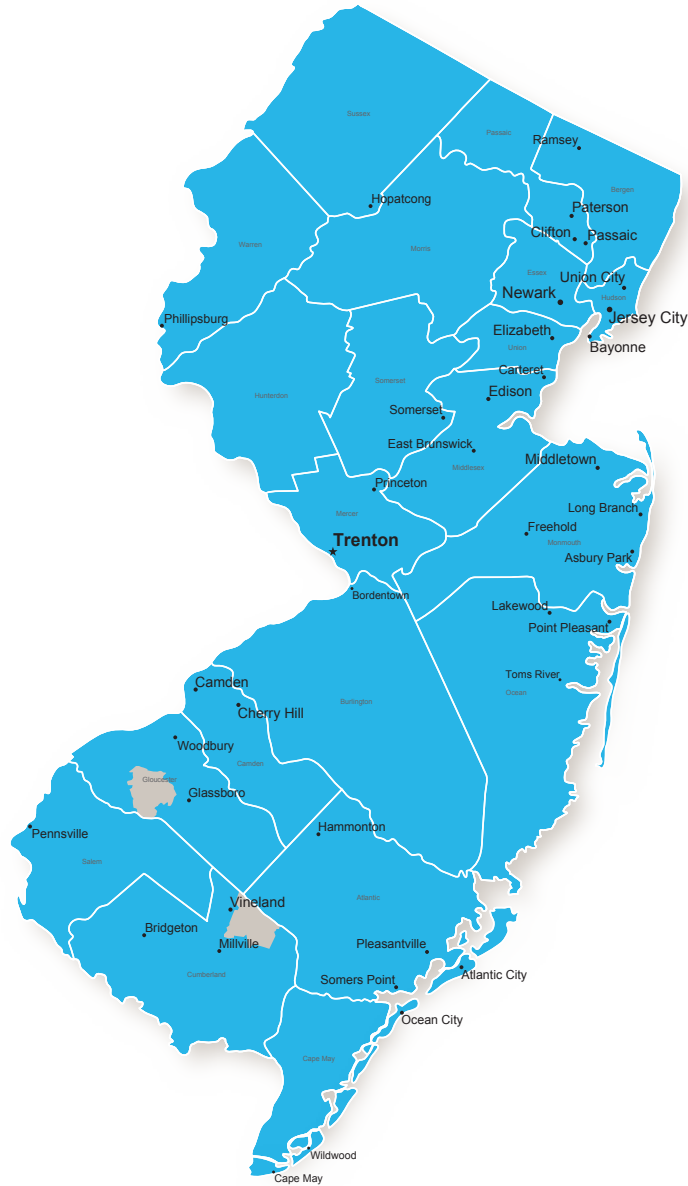 Sussex
Passaic
Ramsey
Bergen
Hopatcong
Paterson
Clifton
Passaic
Warren
Morris
Essex
Union City
Newark
Hudson
Jersey City
Phillipsburg
Elizabeth
Union
Bayonne
Carteret
Somerset
Hunterdon
Edison
Somerset
East Brunswick
Middlesex
Middletown
Princeton
Mercer
Long Branch
Freehold
Trenton
Monmouth
Asbury Park
Bordentown
Lakewood
Point Pleasant
Toms River
Ocean
Camden
Burlington
Cherry Hill
Woodbury
Camden
Gloucester
Glassboro
Pennsville
Hammonton
Salem
Atlantic
Vineland
Bridgeton
Millville
Pleasantville
Cumberland
Atlantic City
Somers Point
Ocean City
Cape May
Wildwood
Cape May